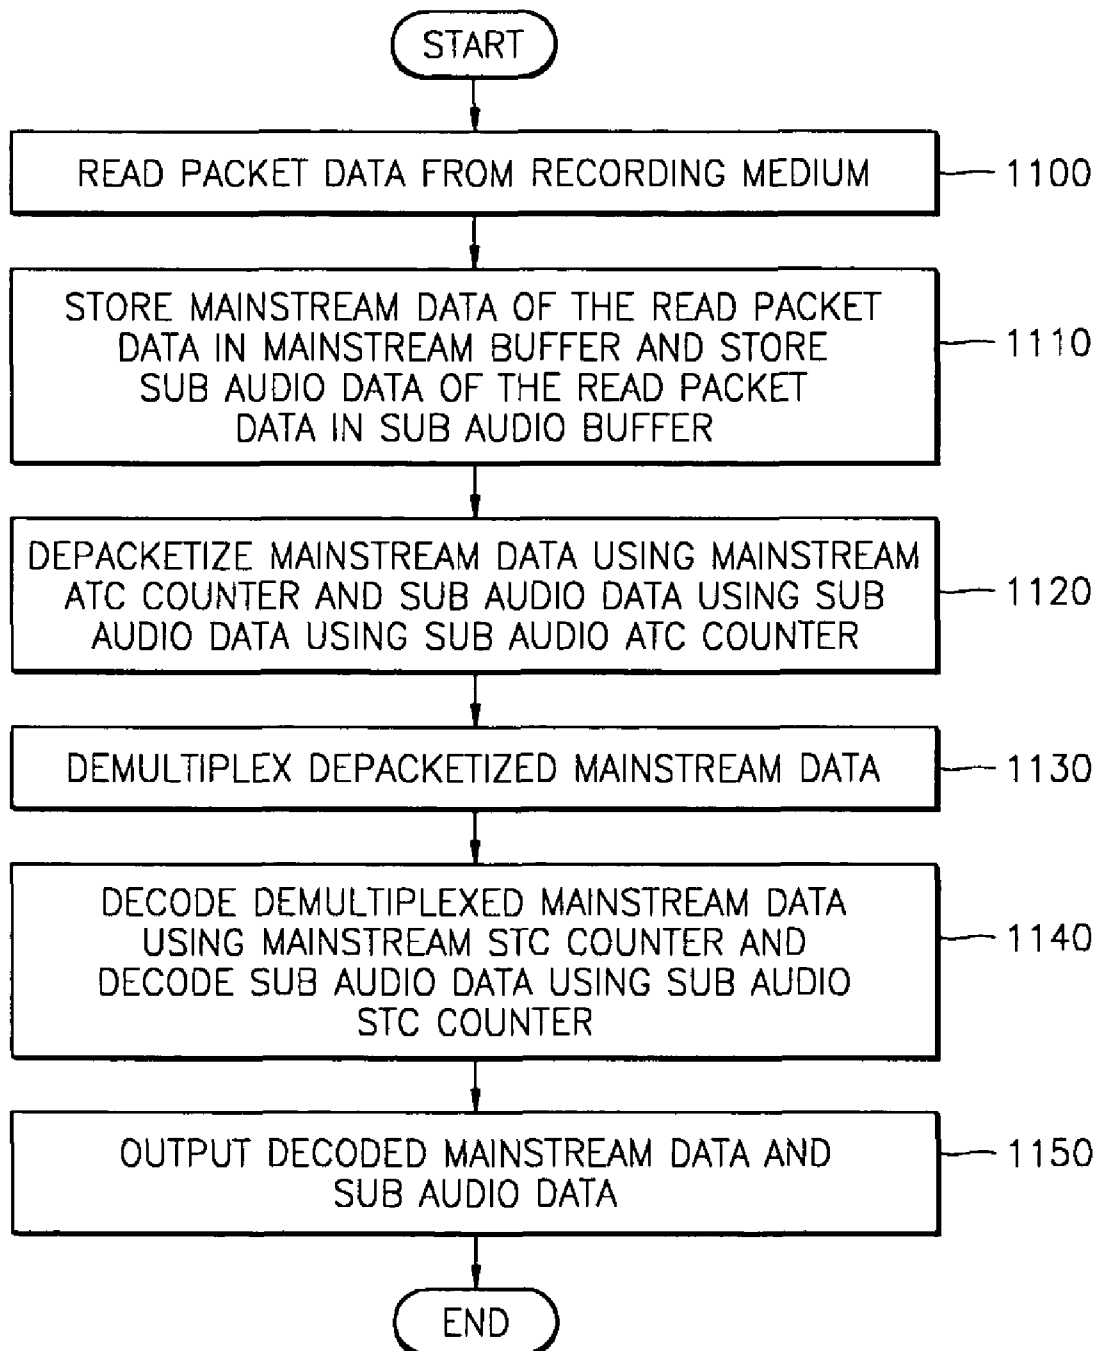 START
READ PACKET DATA FROM RECORDING MEDIUM
1100
STORE MAINSTREAM DATA OF THE READ PACKET
DATA IN MAINSTREAM BUFFER AND STORE
SUB AUDIO DATA OF THE READ PACKET
DATA IN SUB AUDIO BUFFER
1110
DEPACKETIZE MAINSTREAM DATA USING MAINSTREAM
ATC COUNTER AND SUB AUDIO DATA USING SUB
AUDIO DATA USING SUB AUDIO ATC COUNTER
1120
DEMULTIPLEX DEPACKETIZED MAINSTREAM DATA
1130
DECODE DEMULTIPLEXED MAINSTREAM DATA
USING MAINSTREAM STC COUNTER AND
DECODE SUB AUDIO DATA USING SUB AUDIO
STC COUNTER
1140
OUTPUT DECODED MAINSTREAM DATA AND
SUB AUDIO DATA
1150
END